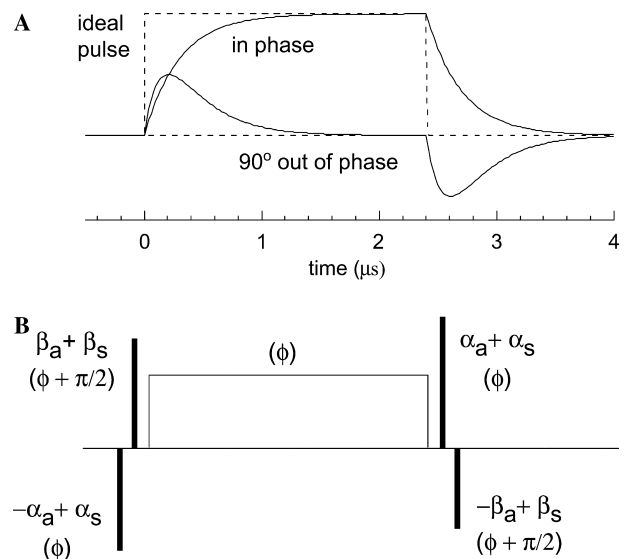 A
ideal
pulse
in phase
90° out of phase
0
1
2
3
4
time (μs)
B
βa + βs
(ϕ + π/2)
(ϕ)
αa + αs
(ϕ)
−αa + αs
(ϕ)
−βa + βs
(ϕ + π/2)